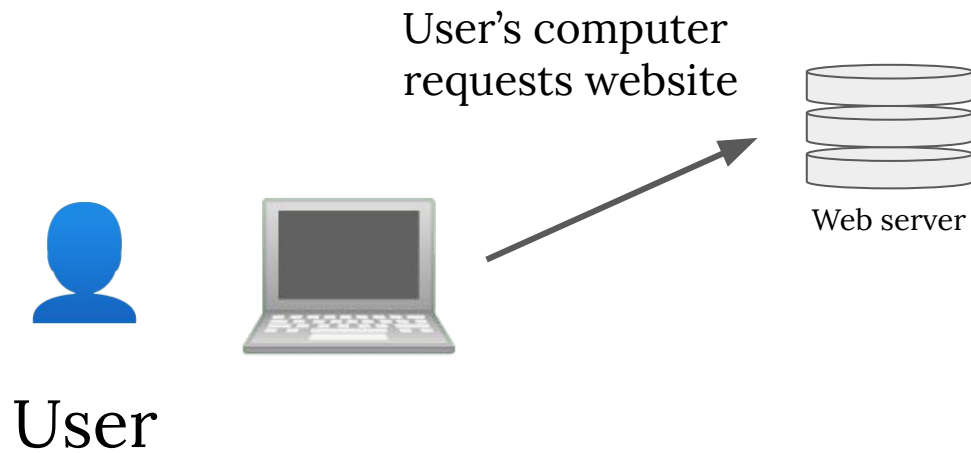 User’s computer
requests website
Web server
User